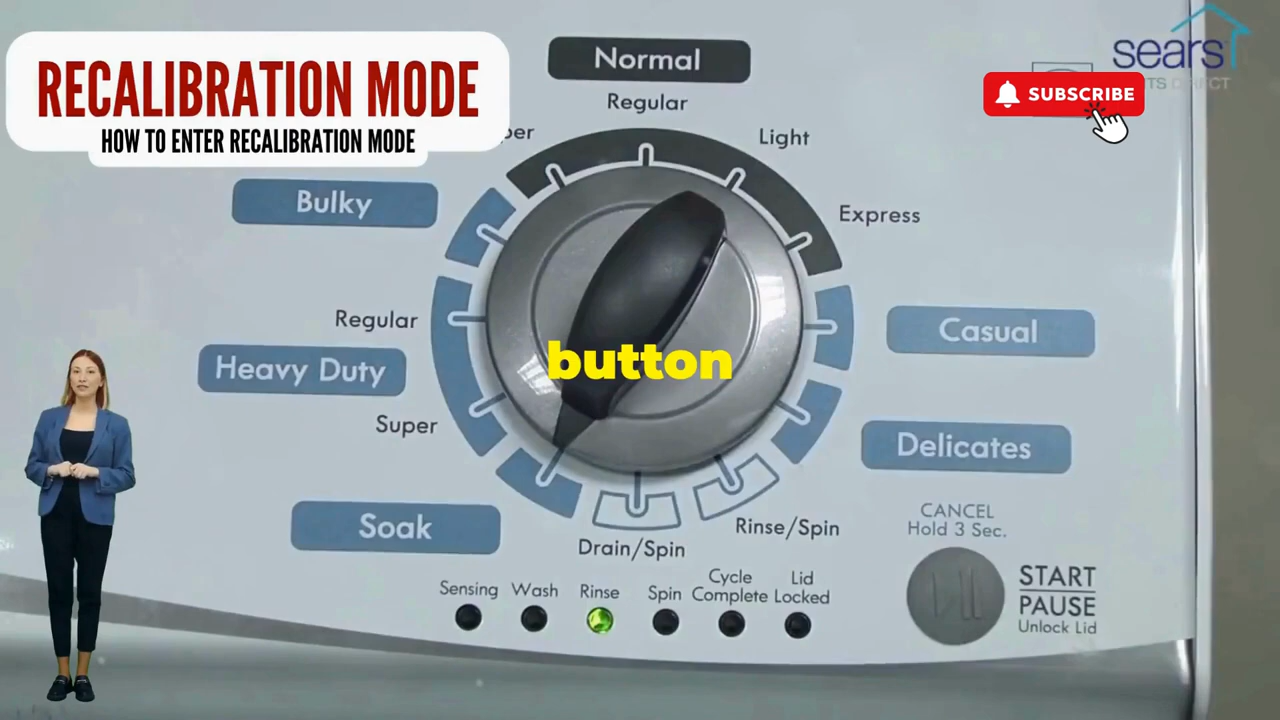 sears
RECALIBRATION MODE
HOW TO ENTER RECALIBRATION MODE
SUBSCRIBE
DIRECT
Normal
Regular
Light
Bulky
Express
Regular
Casual
Heavy Duty
button
Super
Delicates
Soak
CANCEL
Hold 3 Sec.
Rinse/Spin
Drain/Spin
Sensing
Wash
Rinse
Spin
Cycle
Complete
Lid
Locked
START
PAUSE
Unlock Lid